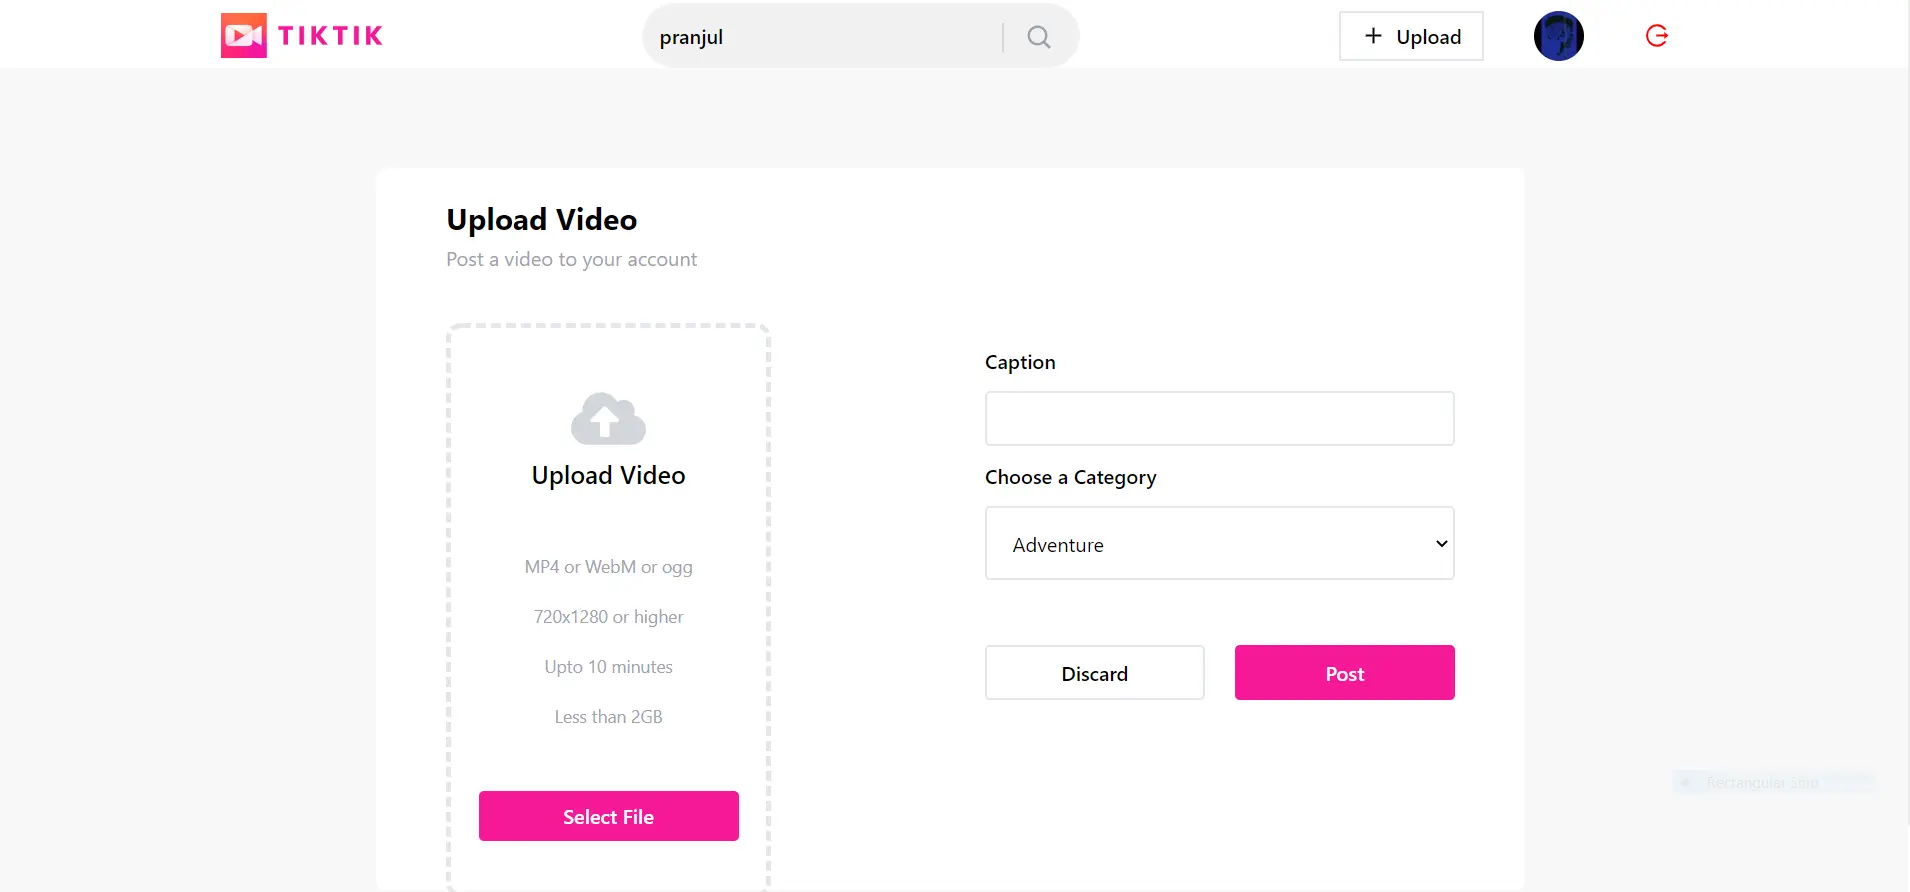 TIKTIK
pranjul
Upload
Upload Video
Post a video to your account
Upload Video
MP4 or WebM or ogg
720x1280 or higher
Upto 10 minutes
Less than 2GB
Select File
Caption
Choose a Category
Adventure
Discard
Post
Rectangular Snip